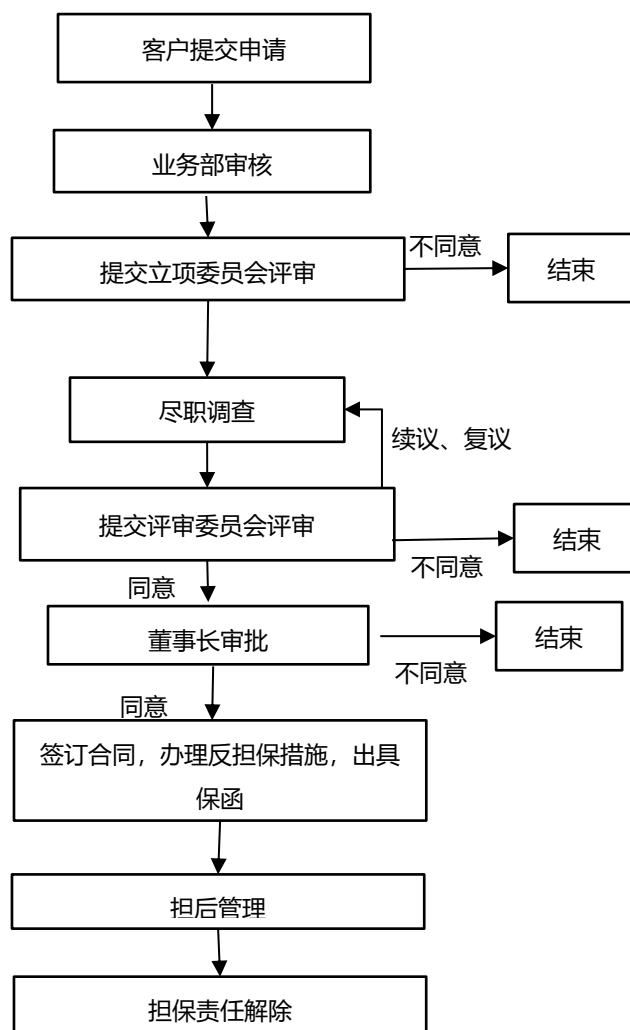 客户提交申请
业务部审核
不同意
提交立项委员会评审
结束
尽职调查
续议、复议
提交评审委员会评审
结束
不同意
同意
董事长审批
结束
不同意
同意
签订合同，办理反担保措施，出具
保函
担后管理
担保责任解除